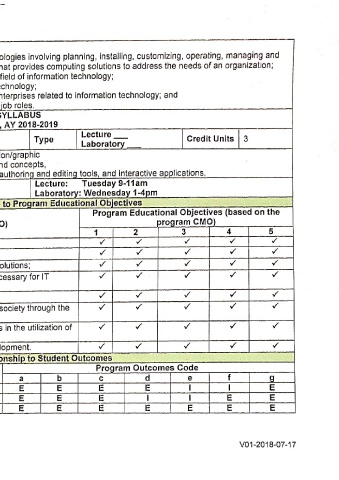 ologies involving planning, installing, customizing, operating, managing and
hat provides computing solutions to address the needs of an organization;
field of information technology;
chnology;
nterprises related to information technology; and
job roles.
SYLLABUS
, AY 2018-2019
Type Lecture ___ Credit Units 3
Laboratory ___
on/graphic
nd concepts,
authoring and editing tools, and interactive applications.
Lecture: Tuesday 9-11am
Laboratory: Wednesday 1-4pm
to Program Educational Objectives
Program Educational Objectives (based on the
O) program CMO)
1 2 3 4 5
✓ ✓ ✓ ✓ ✓
✓ ✓ ✓ ✓ ✓
olutions; ✓ ✓ ✓ ✓ ✓
cessary for IT ✓ ✓ ✓ ✓ ✓
✓ ✓ ✓ ✓ ✓
society through the ✓ ✓ ✓ ✓ ✓
s in the utilization of ✓ ✓ ✓ ✓ ✓
lopment. ✓ ✓ ✓ ✓ ✓
onship to Student Outcomes
Program Outcomes Code
a b c d e f g
E E E E I I E
E E E I I E E
E E E E E E E
V01-2018-07-17